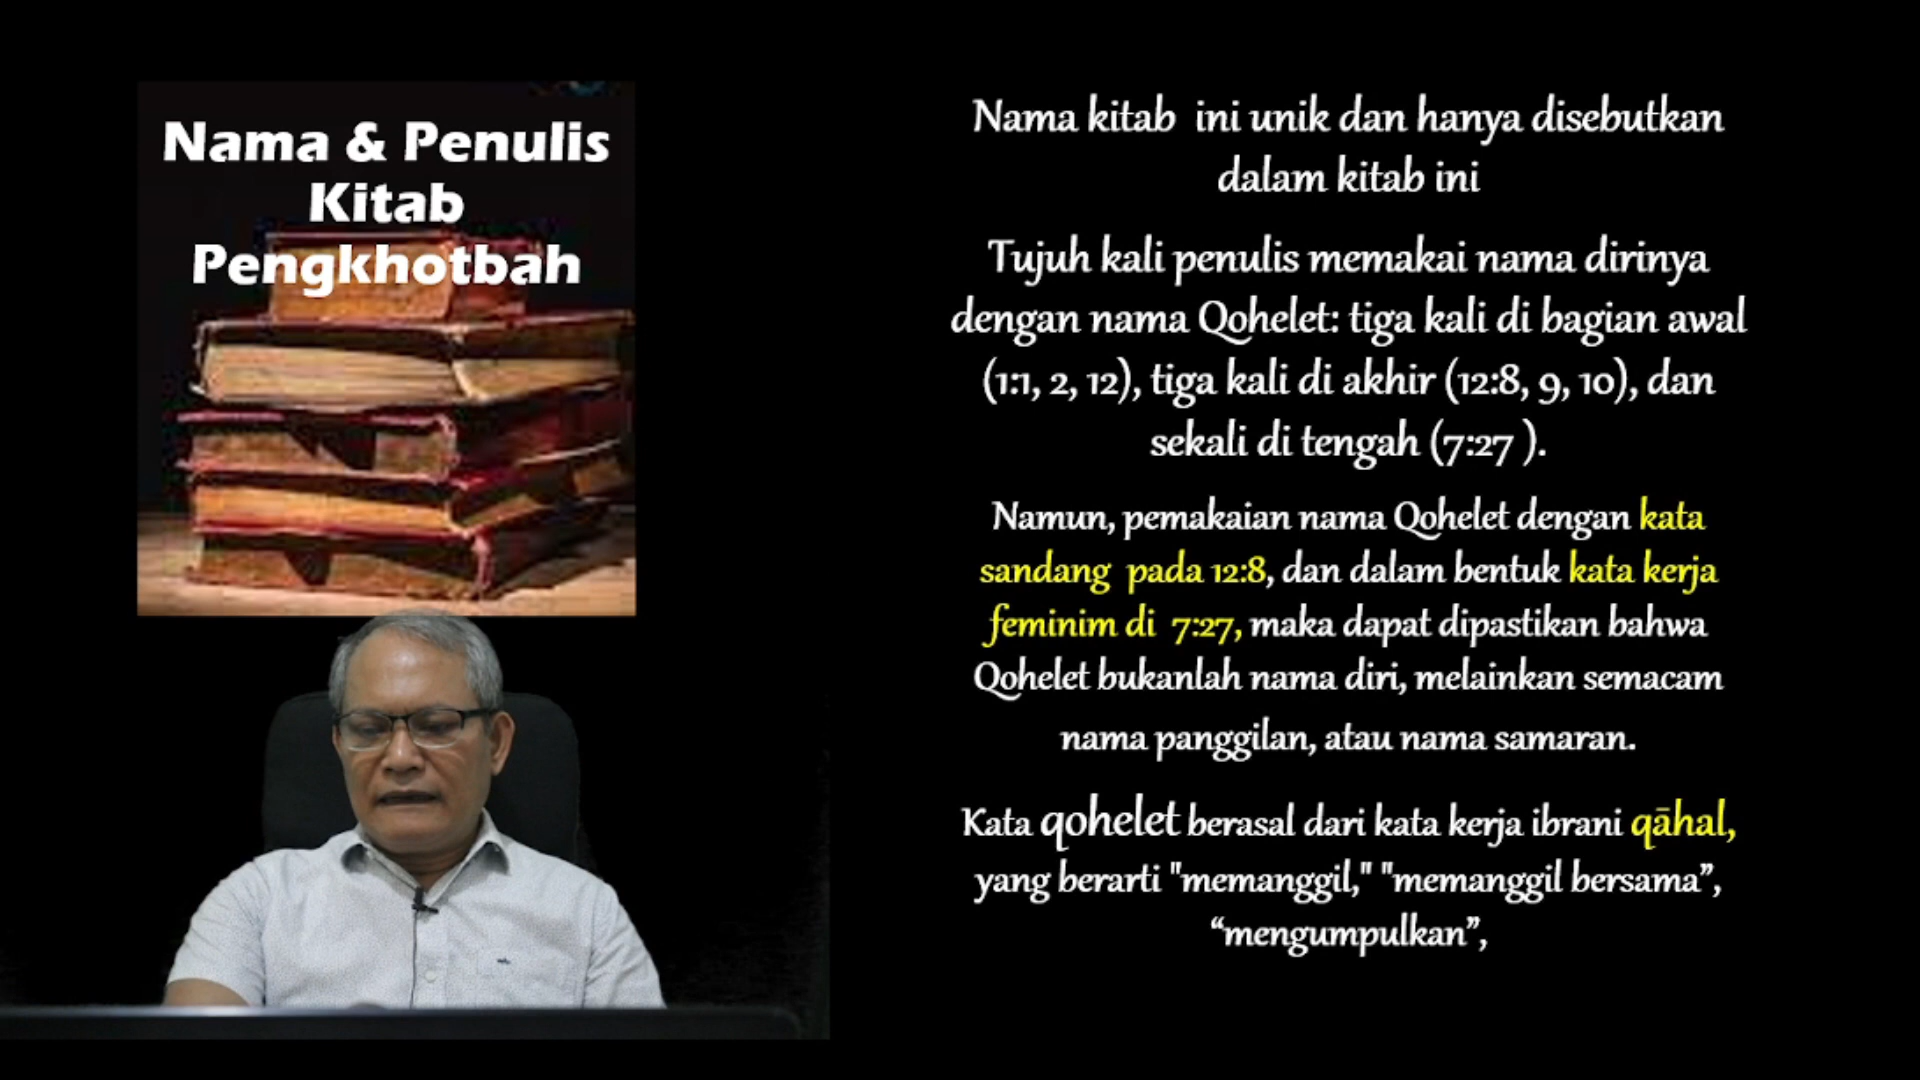 Nama & Penulis
Kitab
Pengkhotbah
Nama kitab ini unik dan hanya disebutkan
dalam kitab ini
Tujuh kali penulis memakai nama dirinya
dengan nama Qohelet: tiga kali di bagian awal
(1:1, 2, 12), tiga kali di akhir (12:8, 9, 10), dan
sekali di tengah (7:27 ).
Namun, pemakaian nama Qohelet dengan kata
sandang pada 12:8, dan dalam bentuk kata kerja
feminim di 7:27, maka dapat dipastikan bahwa
Qohelet bukanlah nama diri, melainkan semacam
nama panggilan, atau nama samaran.
Kata qohelet berasal dari kata kerja ibrani qāhal,
yang berarti "memanggil," "memanggil bersama”,
“mengumpulkan”,